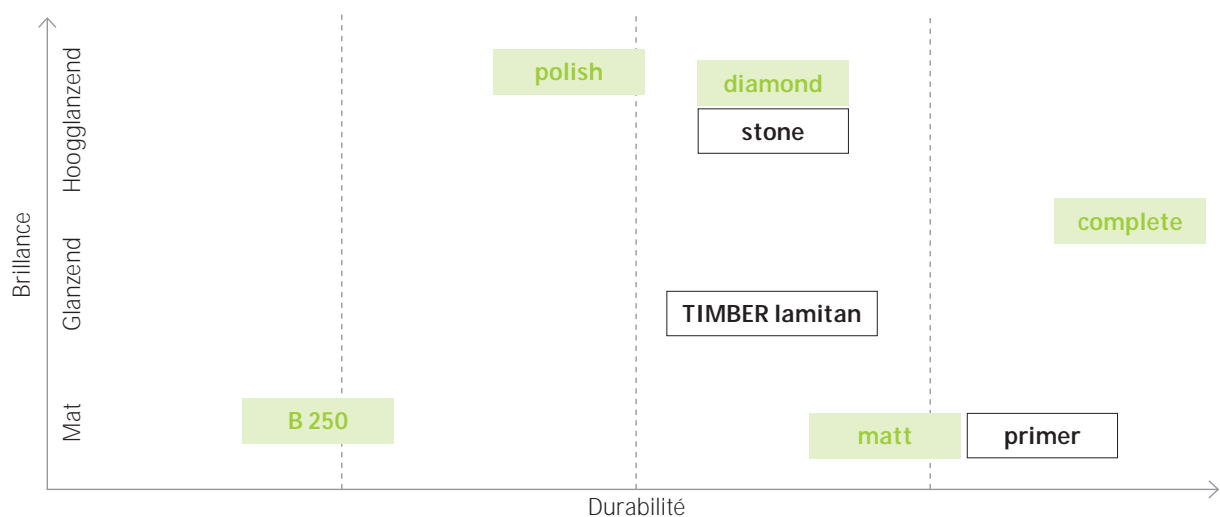 Brillance
Hoogglanzend
Glanzend
Mat
polish
diamond
stone
complete
TIMBER lamitan
B 250
matt
primer
Durabilité